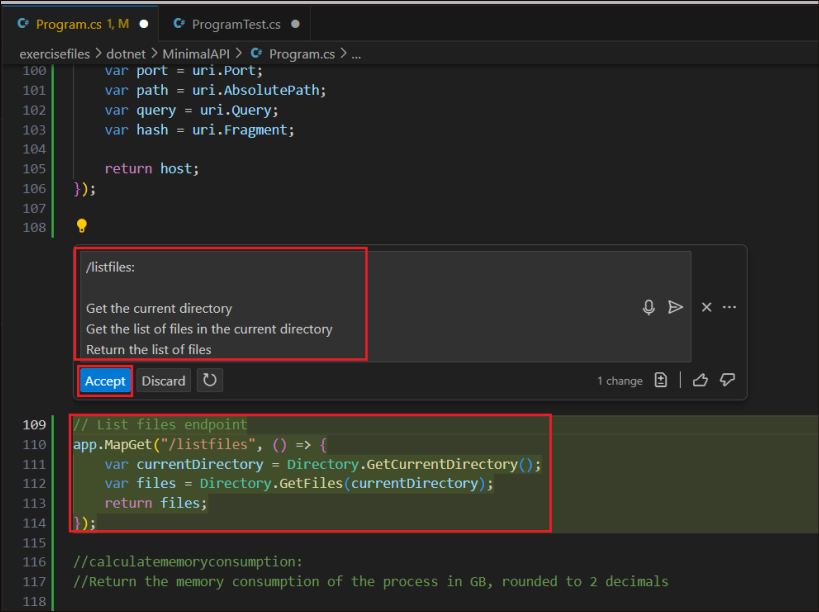 Program.cs 1, M ProgramTest.cs
exercisefiles > dotnet > MinimalAPI > Program.cs > ...
100 var port = uri.Port;
101 var path = uri.AbsolutePath;
102 var query = uri.Query;
103 var hash = uri.Fragment;
104
105 return host;
106 });
107
108
/listfiles:
Get the current directory
Get the list of files in the current directory
Return the list of files
Accept Discard 1 change
109 // List files endpoint
110 app.MapGet("/listfiles", () => {
111 var currentDirectory = Directory.GetCurrentDirectory();
112 var files = Directory.GetFiles(currentDirectory);
113 return files;
114 });
115
116 //calculatememoryconsumption:
117 //Return the memory consumption of the process in GB, rounded to 2 decimals
118